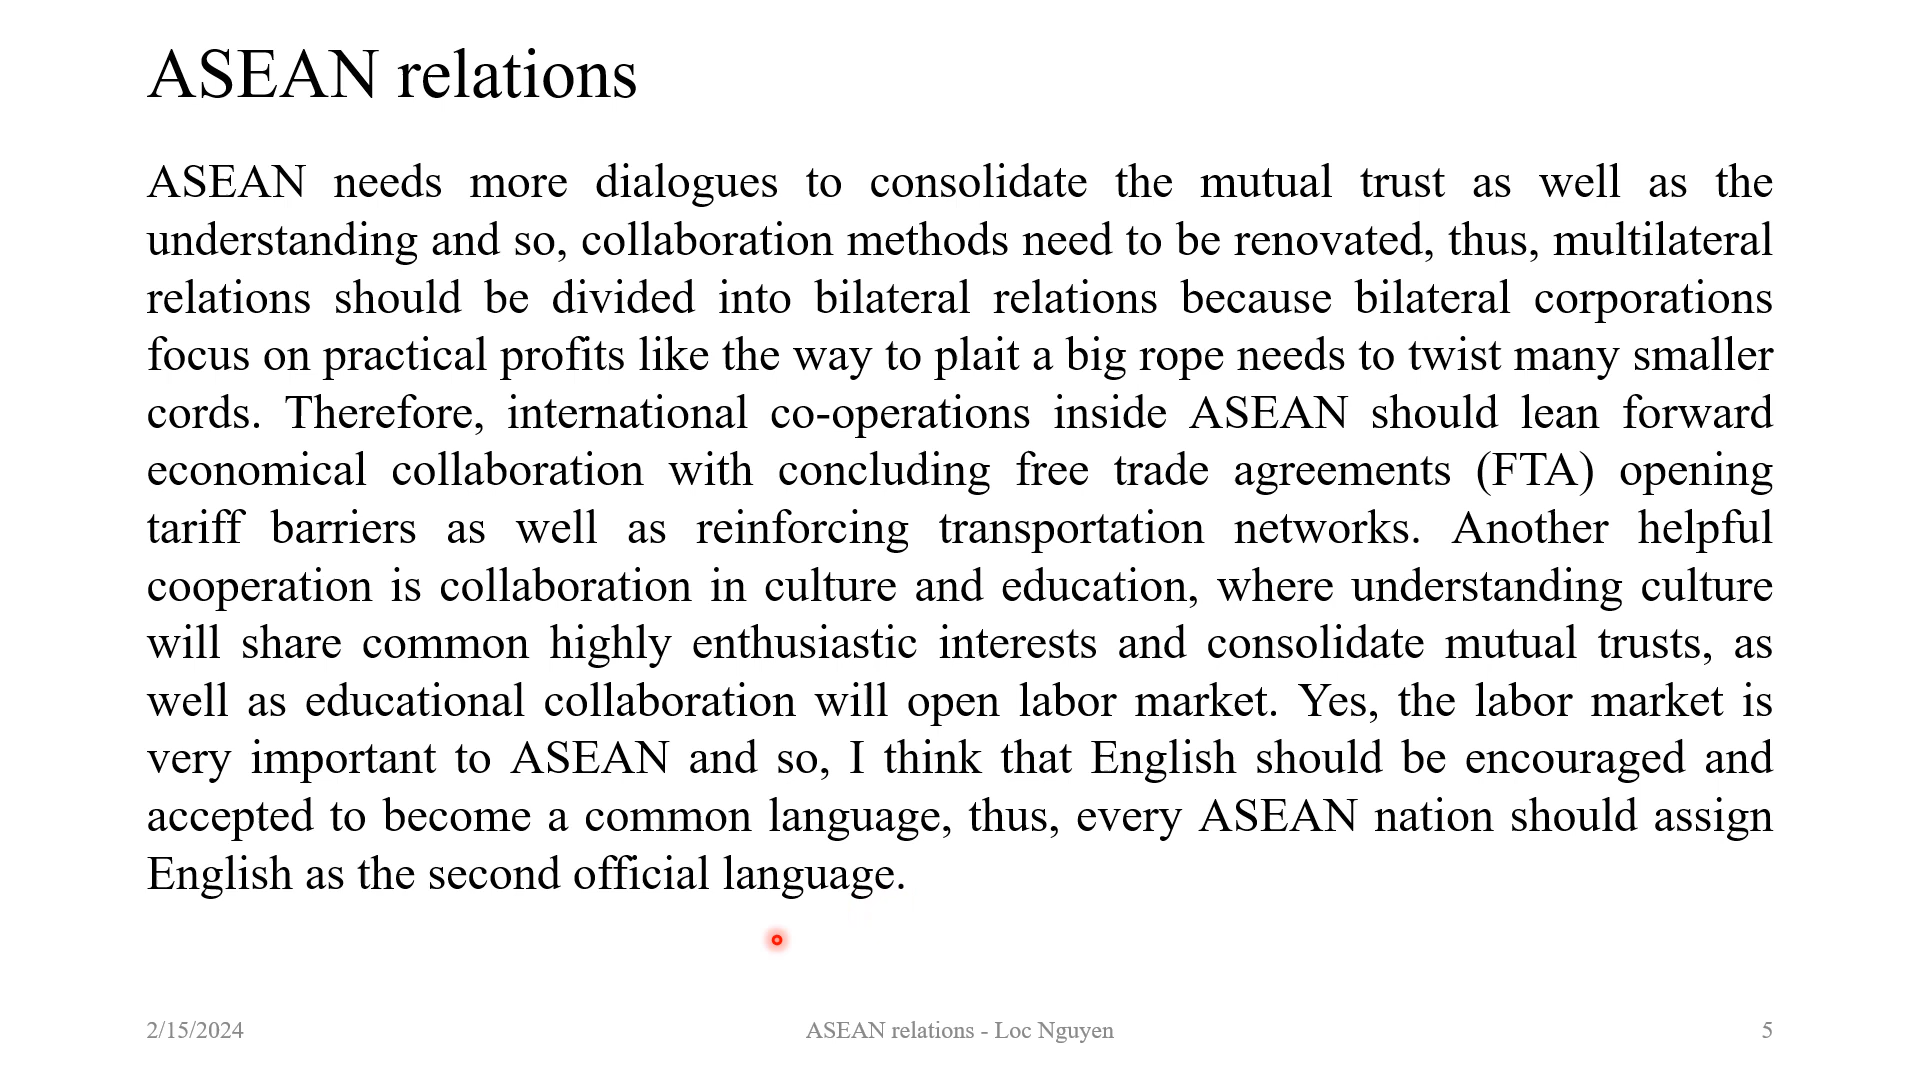 ASEAN relations
ASEAN needs more dialogues to consolidate the mutual trust as well as the
understanding and so, collaboration methods need to be renovated, thus, multilateral
relations should be divided into bilateral relations because bilateral corporations
focus on practical profits like the way to plait a big rope needs to twist many smaller
cords. Therefore, international co-operations inside ASEAN should lean forward
economical collaboration with concluding free trade agreements (FTA) opening
tariff barriers as well as reinforcing transportation networks. Another helpful
cooperation is collaboration in culture and education, where understanding culture
will share common highly enthusiastic interests and consolidate mutual trusts, as
well as educational collaboration will open labor market. Yes, the labor market is
very important to ASEAN and so, I think that English should be encouraged and
accepted to become a common language, thus, every ASEAN nation should assign
English as the second official language.
2/15/2024
ASEAN relations - Loc Nguyen
5